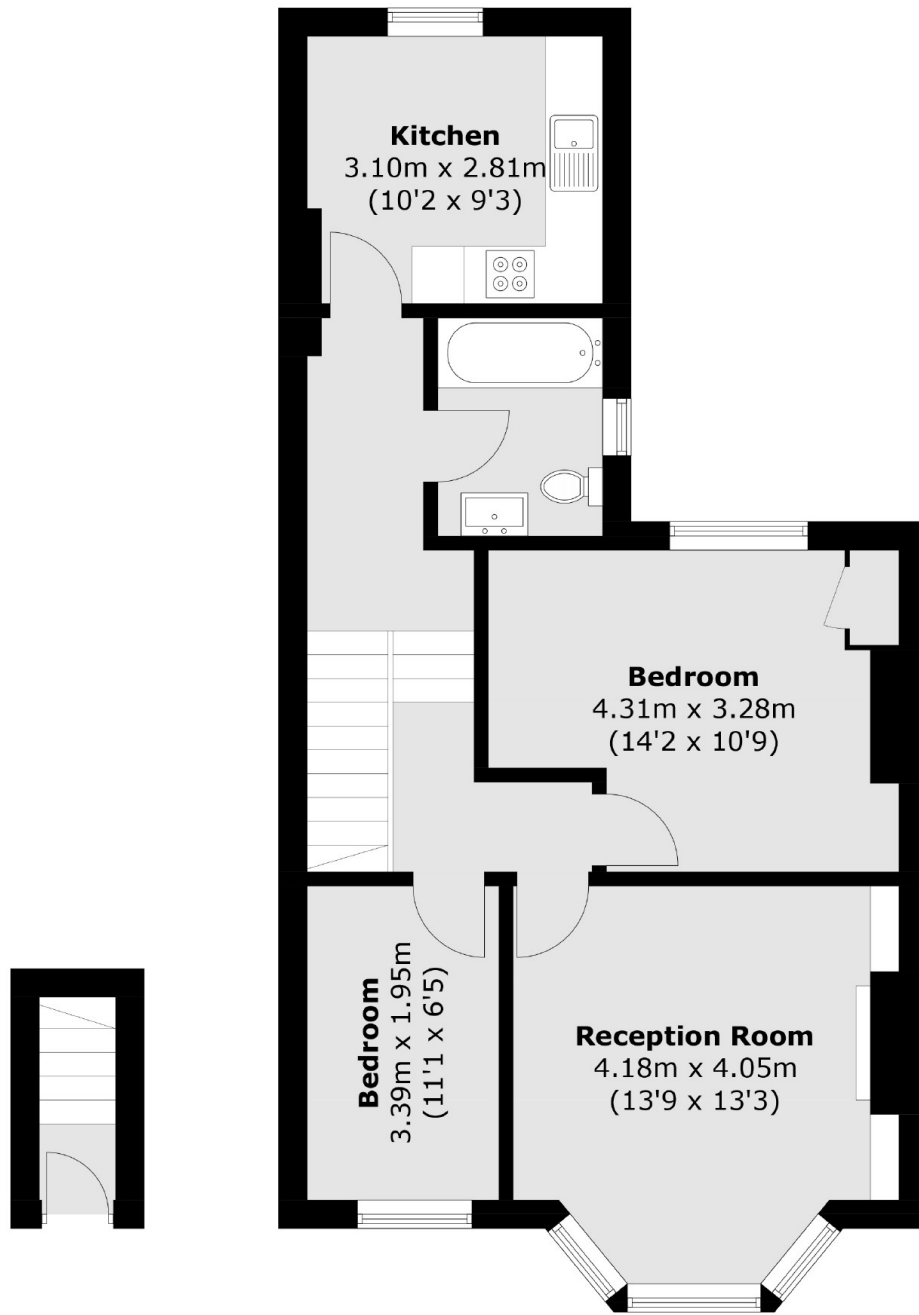 Kitchen
3.10m x 2.81m
(10'2 x 9'3)
Bedroom
4.31m x 3.28m
(14'2 x 10'9)
Bedroom
3.39m x 1.95m
(11'1 x 6'5)
Reception Room
4.18m x 4.05m
(13'9 x 13'3)